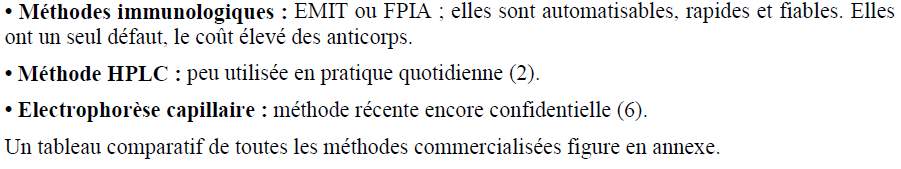 • Méthodes immunologiques : EMIT ou FPIA ; elles sont automatisables, rapides et fiables. Elles
ont un seul défaut, le coût élevé des anticorps.
• Méthode HPLC : peu utilisée en pratique quotidienne (2).
• Electrophorèse capillaire : méthode récente encore confidentielle (6).
Un tableau comparatif de toutes les méthodes commercialisées figure en annexe.